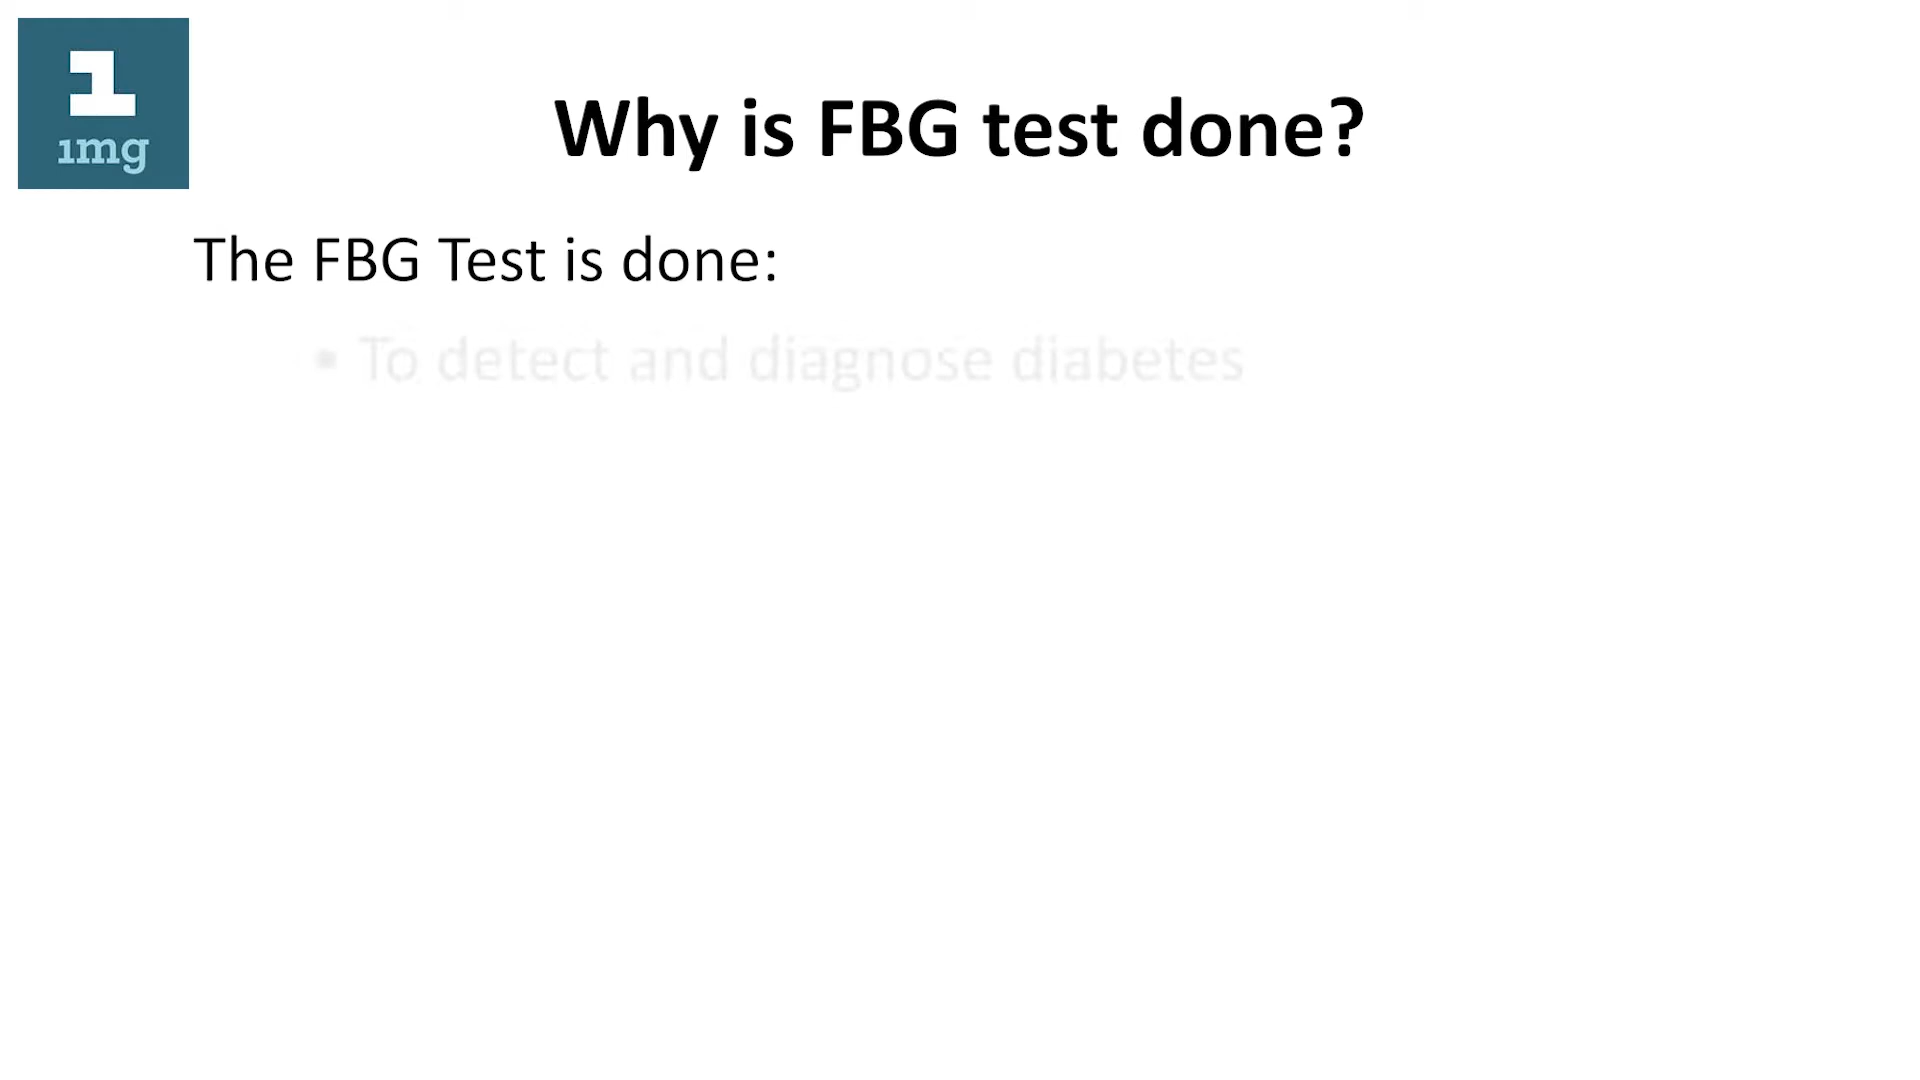 1
1mg
Why is FBG test done?
The FBG Test is done:
• To detect and diagnose diabetes